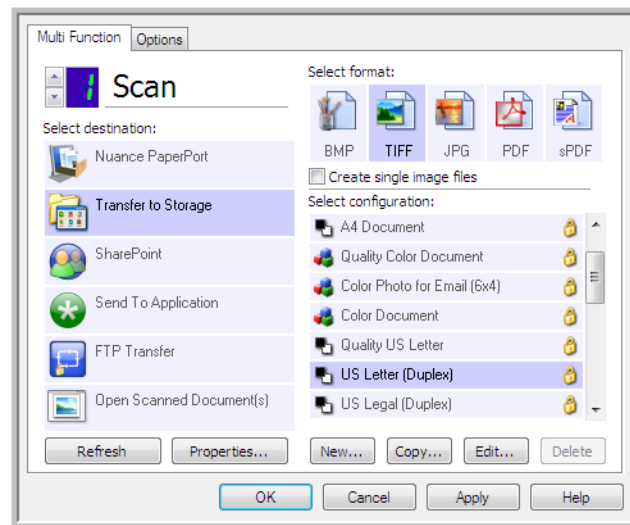 Multi Function
Options
1
Scan
Select destination:
Nuance PaperPort
Transfer to Storage
SharePoint
Send To Application
FTP Transfer
Open Scanned Document(s)
Refresh
Properties...
Select format:
BMP
TIFF
JPG
PDF
sPDF
Create single image files
Select configuration:
A4 Document
Quality Color Document
Color Photo for Email (6x4)
Color Document
Quality US Letter
US Letter (Duplex)
US Legal (Duplex)
New...
Copy...
Edit...
Delete
OK
Cancel
Apply
Help